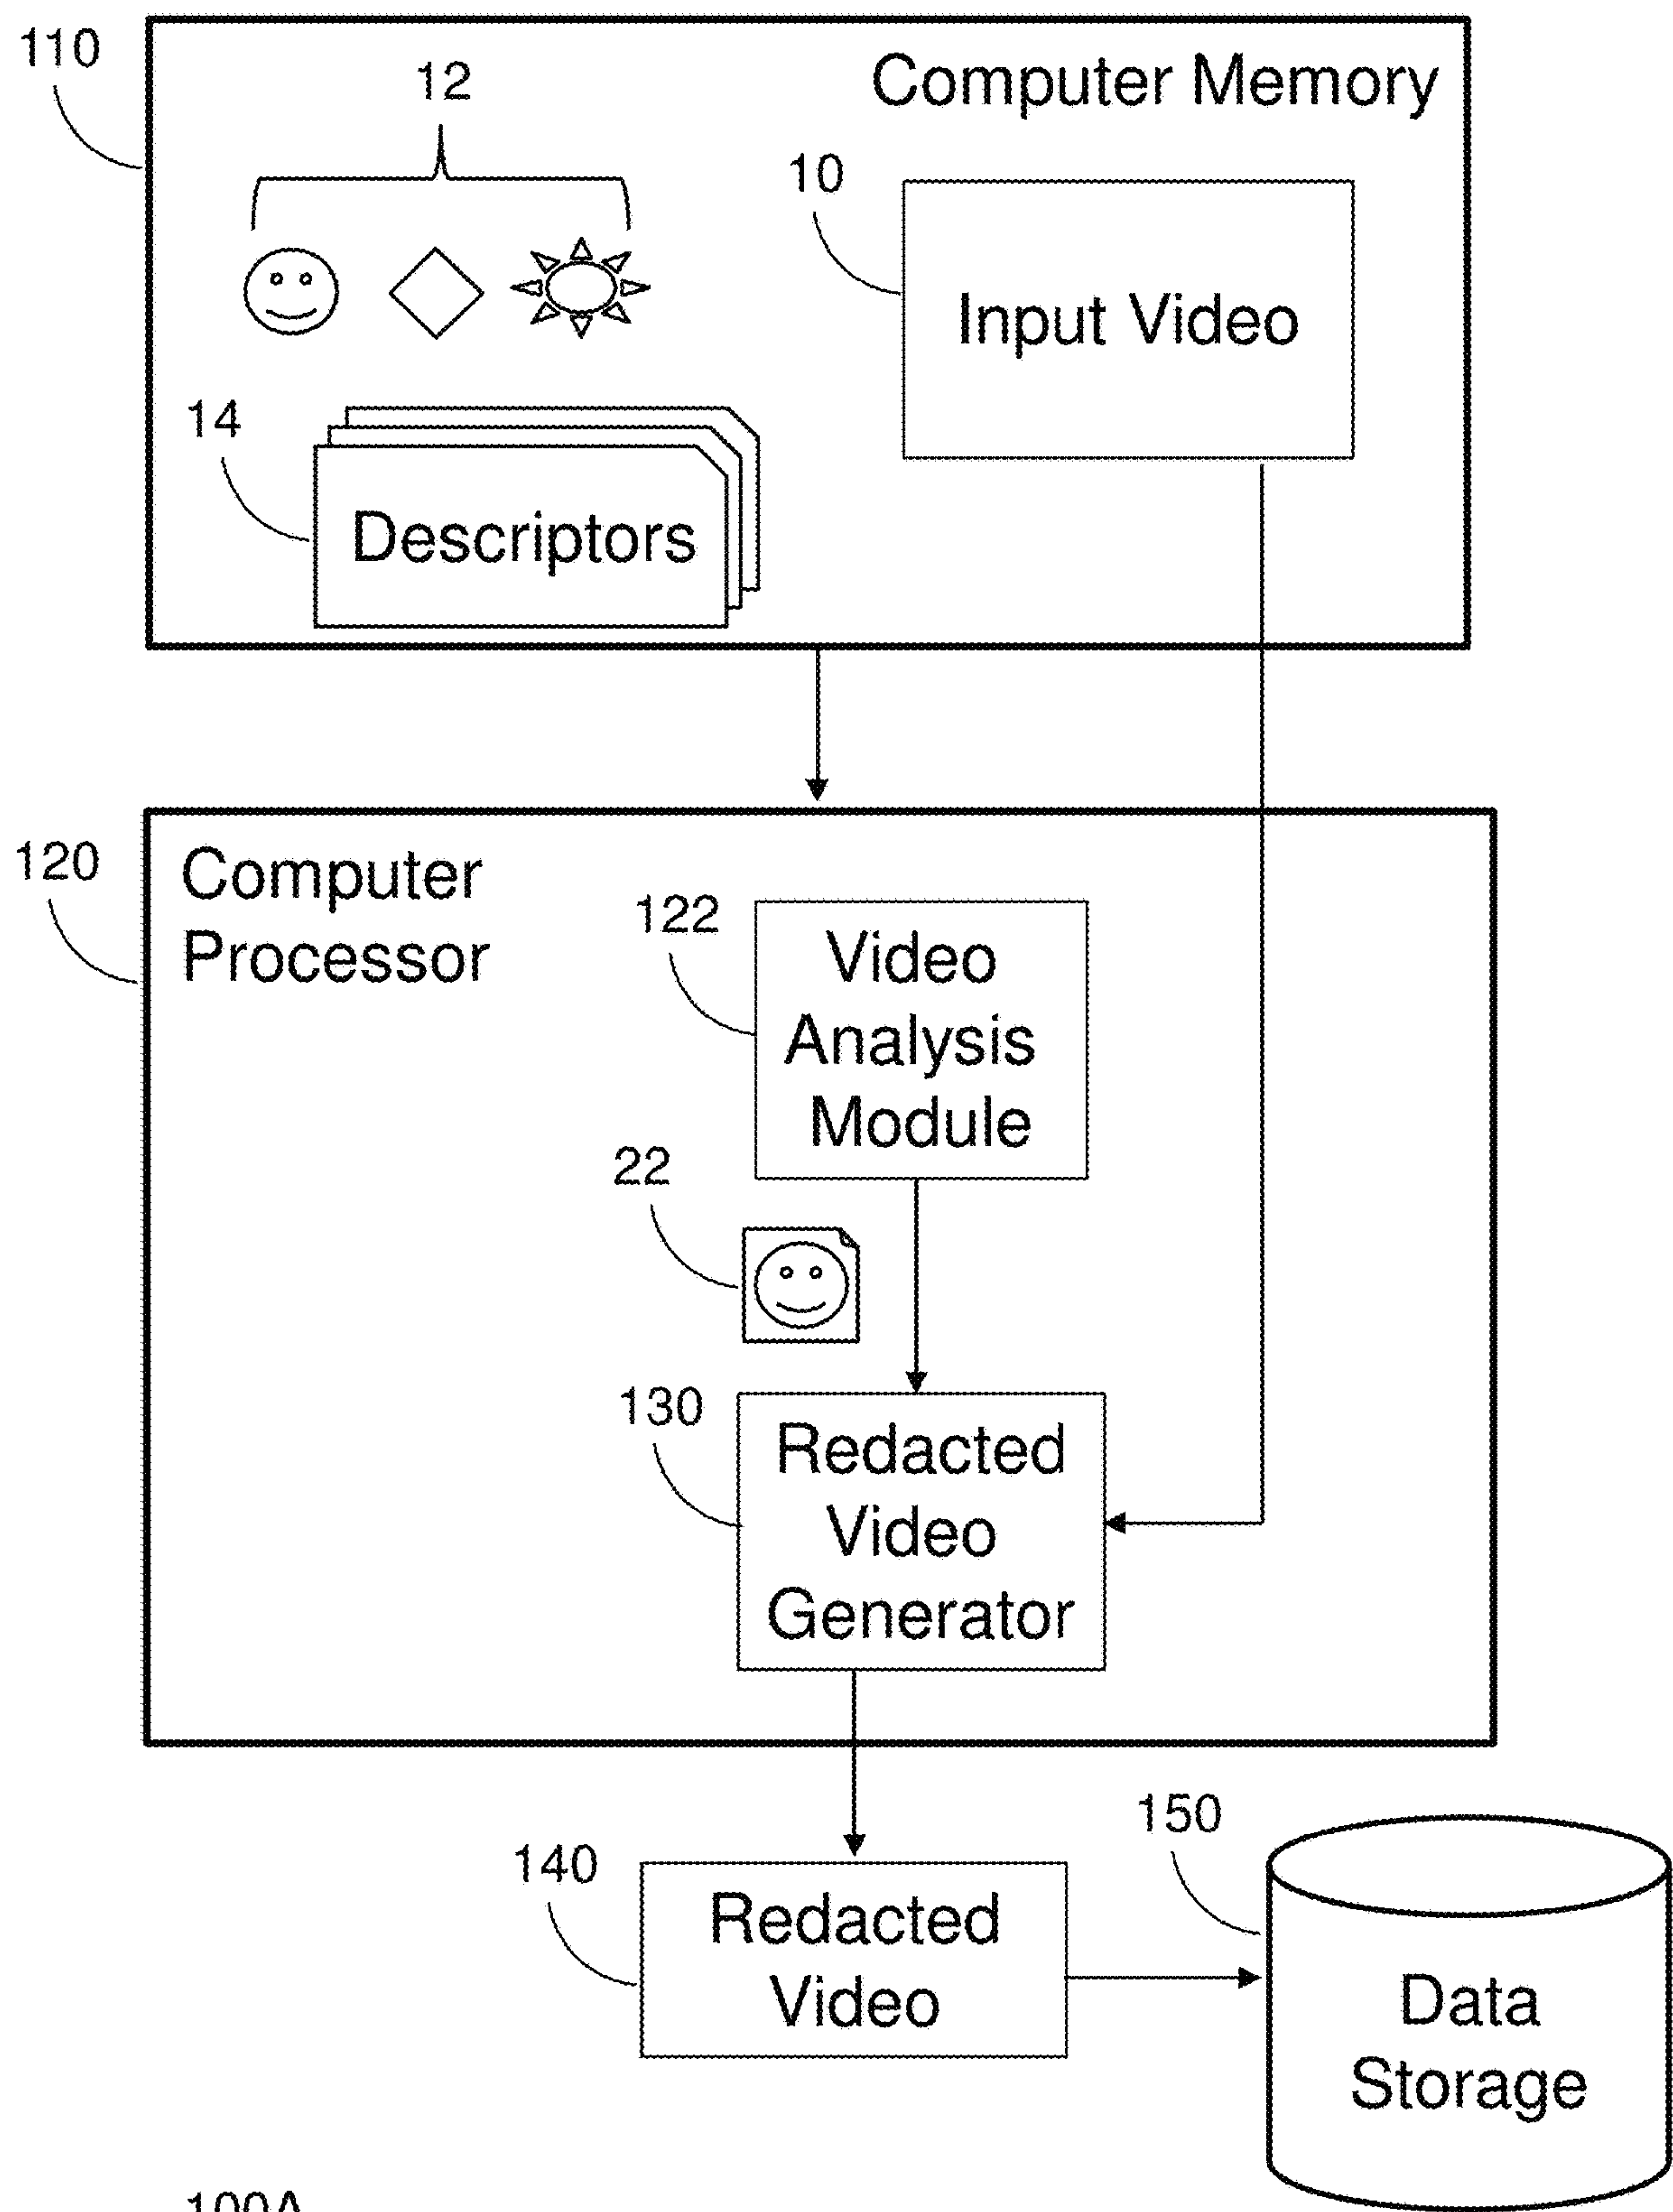 110
12
Computer Memory
10
Input Video
14
Descriptors
120
Computer
Processor
122
Video
Analysis
Module
22
130
Redacted
Video
Generator
140
Redacted
Video
150
Data
Storage
100A